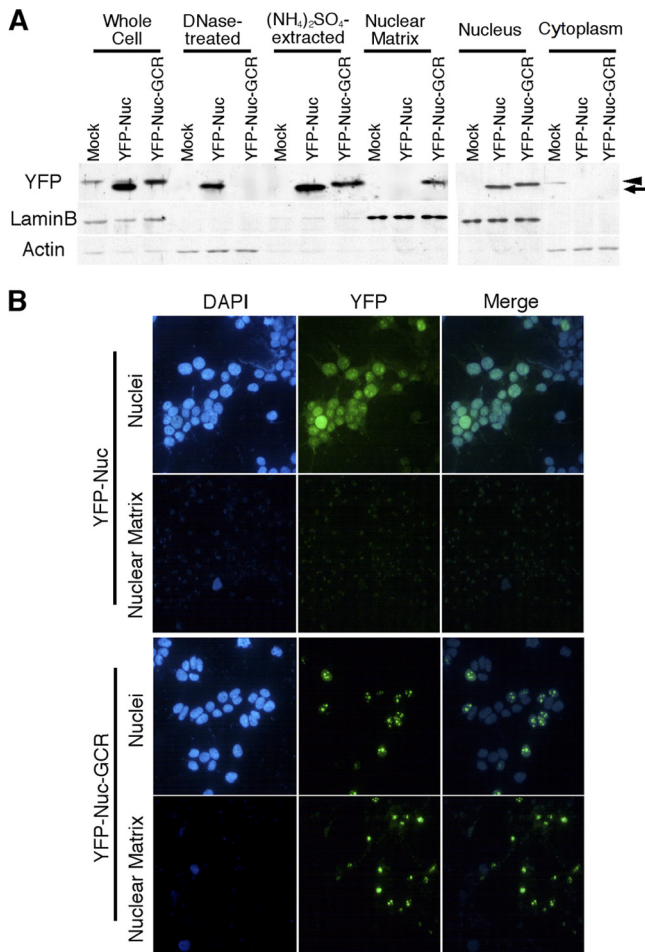 A
Whole Cell
DNase-treated
(NH₄)₂SO₄-extracted
Nuclear Matrix
Nucleus
Cytoplasm
Mock
YFP-Nuc
YFP-Nuc-GCR
Mock
YFP-Nuc
YFP-Nuc-GCR
Mock
YFP-Nuc
YFP-Nuc-GCR
Mock
YFP-Nuc
YFP-Nuc-GCR
Mock
YFP-Nuc
YFP-Nuc-GCR
Mock
YFP-Nuc
YFP-Nuc-GCR
YFP
LaminB
Actin
B
DAPI YFP Merge
YFP-Nuc
Nuclei
Nuclear Matrix
YFP-Nuc-GCR
Nuclei
Nuclear Matrix